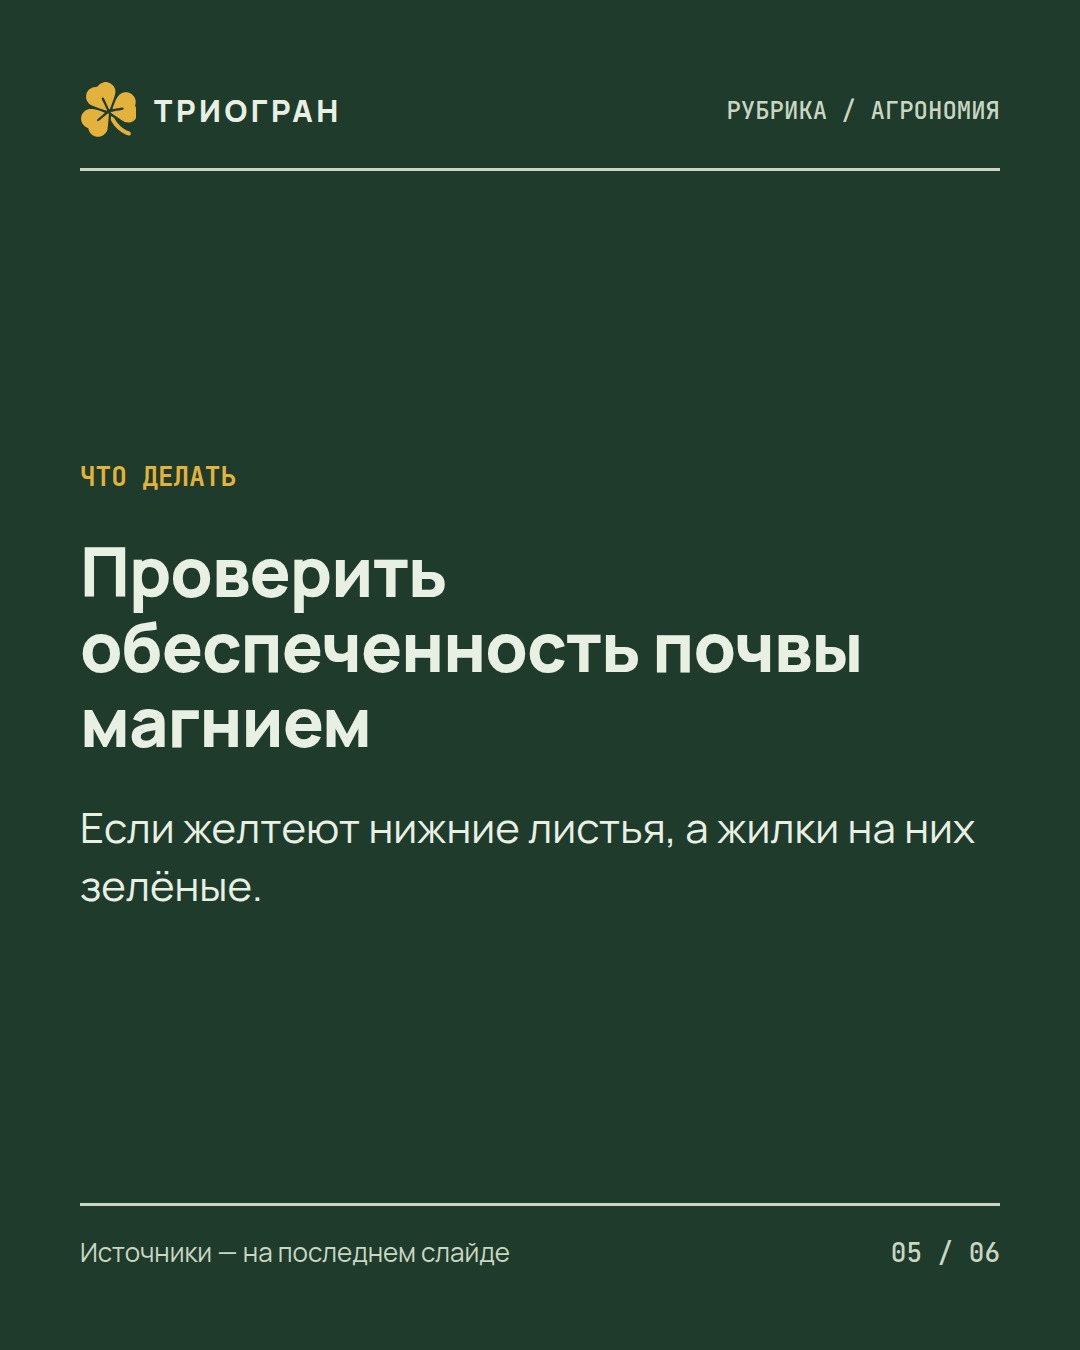 ТРИОГРАН
РУБРИКА / АГРОНОМИЯ
ЧТО ДЕЛАТЬ
Проверить
обеспеченность почвы
магнием
Если желтеют нижние листья, а жилки на них
зелёные.
Источники — на последнем слайде
05 / 06